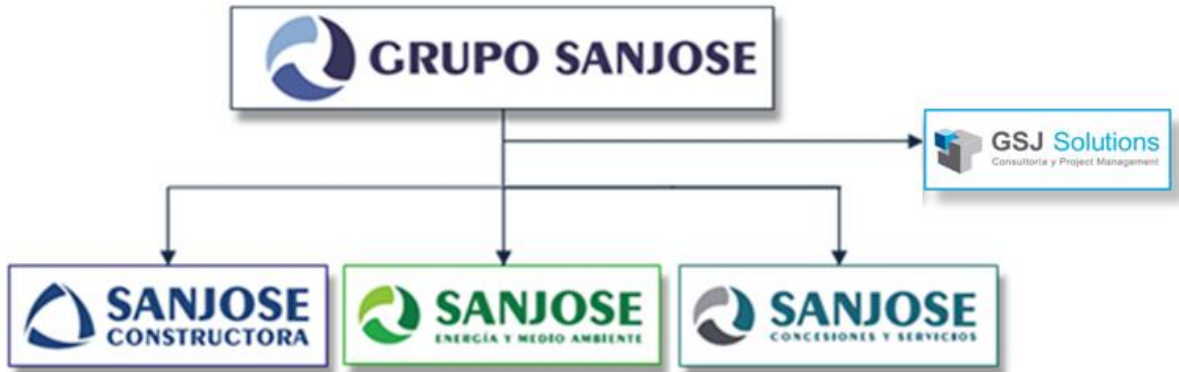 GRUPO SANJOSE
GSJ Solutions
Consultoría y Project Management
SANJOSE
CONSTRUCTORA
SANJOSE
ENERGÍA Y MEDIO AMBIENTE
SANJOSE
CONCESIONES Y SERVICIOS